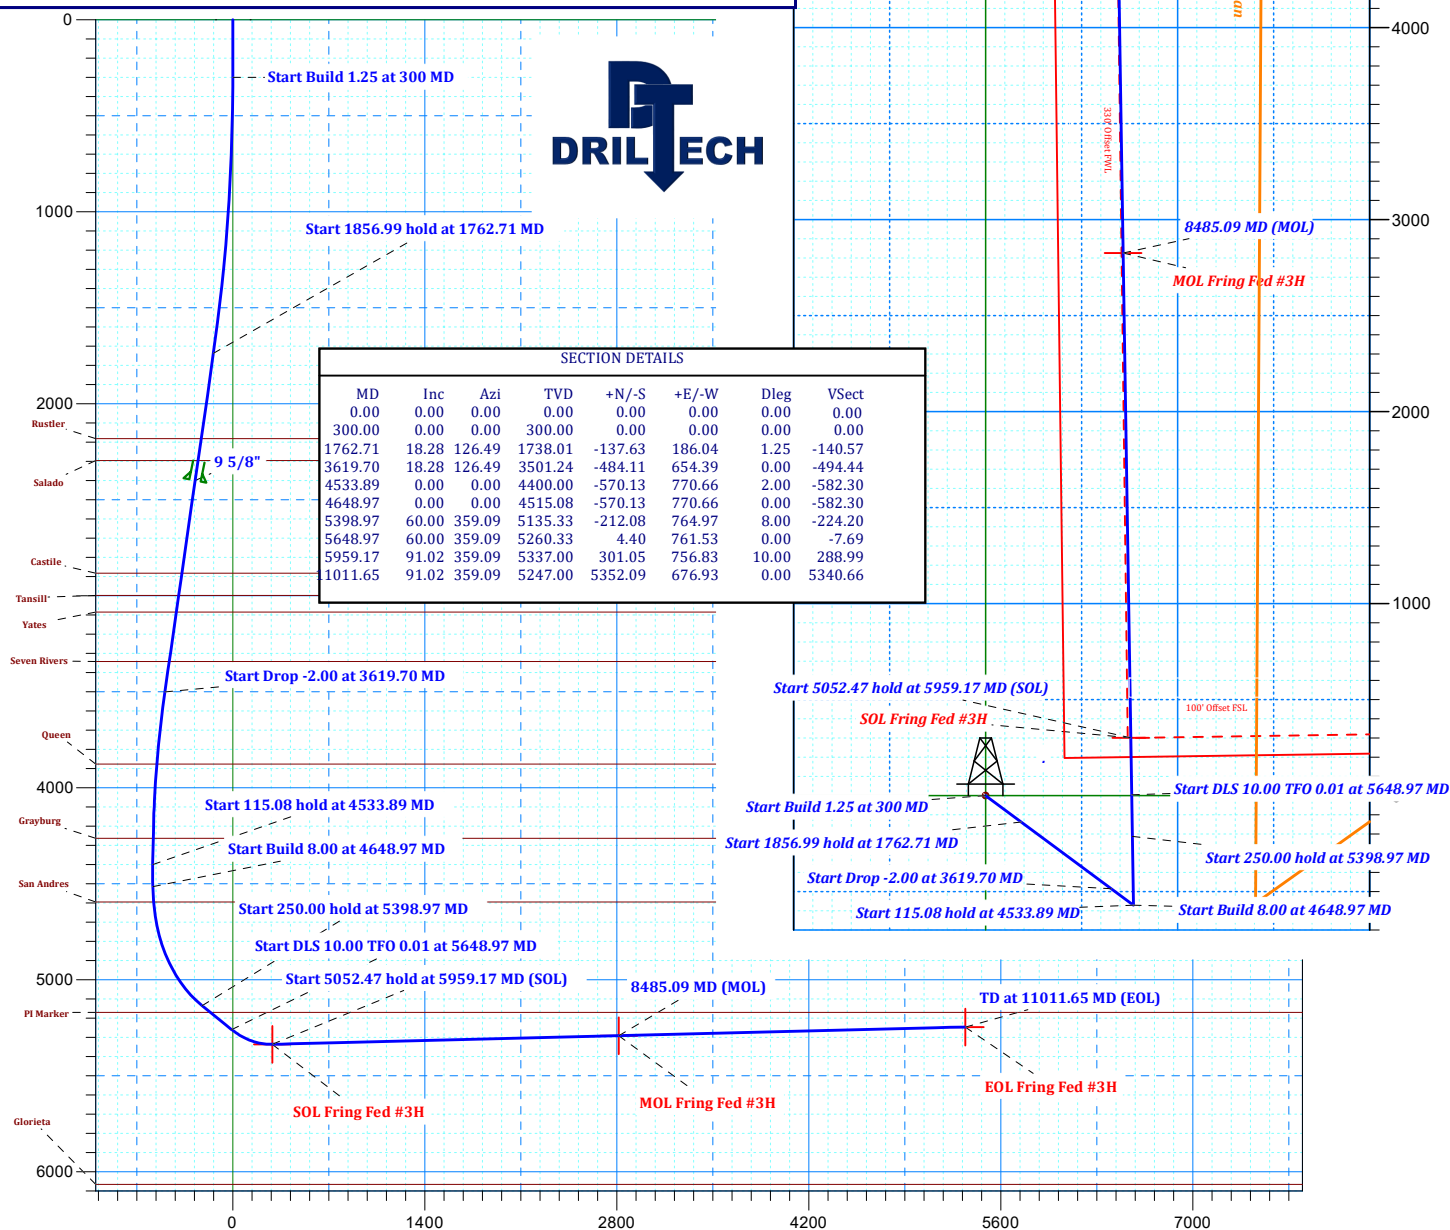 0
Start Build 1.25 at 300 MD
DRILTECH
1000
Start 1856.99 hold at 1762.71 MD
2000
Rustler
9 5/8"
Salado
Castile
Tansill
Yates
Seven Rivers
Start Drop -2.00 at 3619.70 MD
Queen
4000
Start 115.08 hold at 4533.89 MD
Grayburg
Start Build 8.00 at 4648.97 MD
San Andres
Start 250.00 hold at 5398.97 MD
Start DLS 10.00 TFO 0.01 at 5648.97 MD
5000
Start 5052.47 hold at 5959.17 MD (SOL)
8485.09 MD (MOL)
TD at 11011.65 MD (EOL)
PI Marker
SOL Fring Fed #3H
MOL Fring Fed #3H
EOL Fring Fed #3H
Glorieta
6000
0 1400 2800 4200 5600 7000
SECTION DETAILS
MD Inc Azi TVD +N/-S +E/-W Dleg VSect
0.00 0.00 0.00 0.00 0.00 0.00 0.00 0.00
300.00 0.00 0.00 300.00 0.00 0.00 0.00 0.00
1762.71 18.28 126.49 1738.01 -137.63 186.04 1.25 -140.57
3619.70 18.28 126.49 3501.24 -484.11 654.39 0.00 -494.44
4533.89 0.00 0.00 4400.00 -570.13 770.66 2.00 -582.30
4648.97 0.00 0.00 4515.08 -570.13 770.66 0.00 -582.30
5398.97 60.00 359.09 5135.33 -212.08 764.97 8.00 -224.20
5648.97 60.00 359.09 5260.33 4.40 761.53 0.00 -7.69
5959.17 91.02 359.09 5337.00 301.05 756.83 10.00 288.99
11011.65 91.02 359.09 5247.00 5352.09 676.93 0.00 5340.66
an
4000
330' Offset FWL
3000
8485.09 MD (MOL)
MOL Fring Fed #3H
2000
1000
Start 5052.47 hold at 5959.17 MD (SOL)
SOL Fring Fed #3H
100' Offset FSL
Start DLS 10.00 TFO 0.01 at 5648.97 MD
Start Build 1.25 at 300 MD
Start 1856.99 hold at 1762.71 MD
Start 250.00 hold at 5398.97 MD
Start Drop -2.00 at 3619.70 MD
Start 115.08 hold at 4533.89 MD
Start Build 8.00 at 4648.97 MD